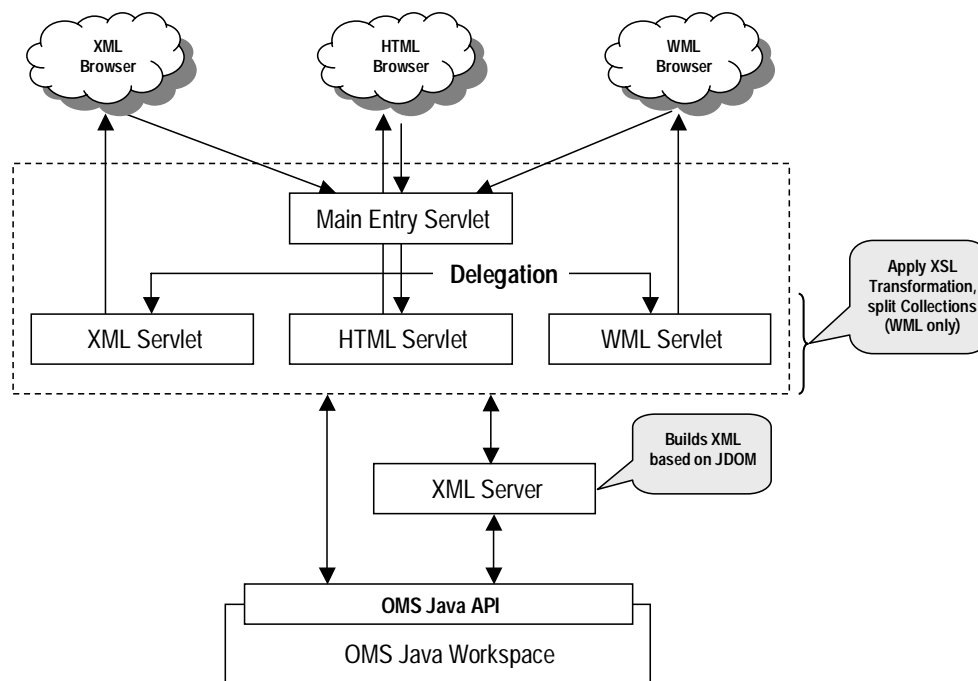 XML
Browser
HTML
Browser
WML
Browser
Main Entry Servlet
Delegation
XML Servlet
HTML Servlet
WML Servlet
Apply XSL
Transformation,
split Collections
(WML only)
Builds XML
based on JDOM
XML Server
OMS Java API
OMS Java Workspace